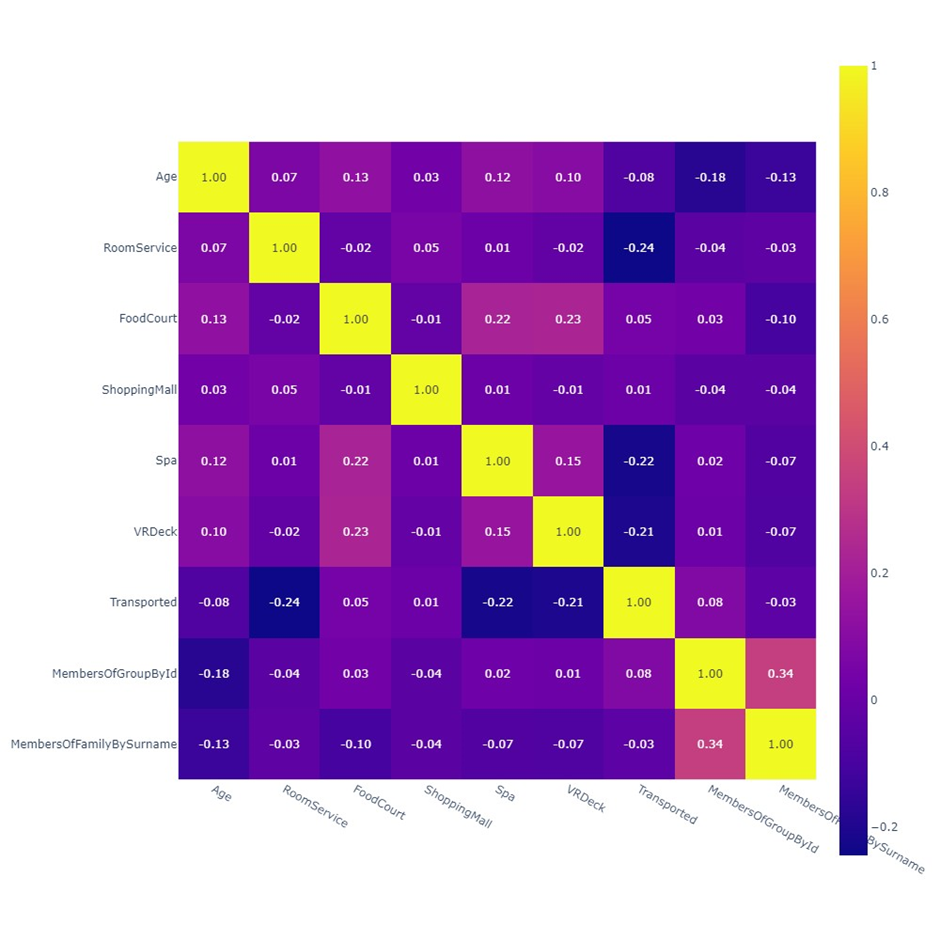 1
Age 1.00 0.07 0.13 0.03 0.12 0.10 -0.08 -0.18 -0.13
0.8
RoomService 0.07 1.00 -0.02 0.05 0.01 -0.02 -0.24 -0.04 -0.03
FoodCourt 0.13 -0.02 1.00 -0.01 0.22 0.23 0.05 0.03 -0.10
0.6
ShoppingMall 0.03 0.05 -0.01 1.00 0.01 -0.01 0.01 -0.04 -0.04
0.4
Spa 0.12 0.01 0.22 0.01 1.00 0.15 -0.22 0.02 -0.07
VRDeck 0.10 -0.02 0.23 -0.01 0.15 1.00 -0.21 0.01 -0.07
0.2
Transported -0.08 -0.24 0.05 0.01 -0.22 -0.21 1.00 0.08 -0.03
MembersOfGroupById -0.18 -0.04 0.03 -0.04 0.02 0.01 0.08 1.00 0.34
0
MembersOfFamilyBySurname -0.13 -0.03 -0.10 -0.04 -0.07 -0.07 -0.03 0.34 1.00
Age RoomService FoodCourt ShoppingMall Spa VRDeck Transported MembersOfGroupById
−0.2